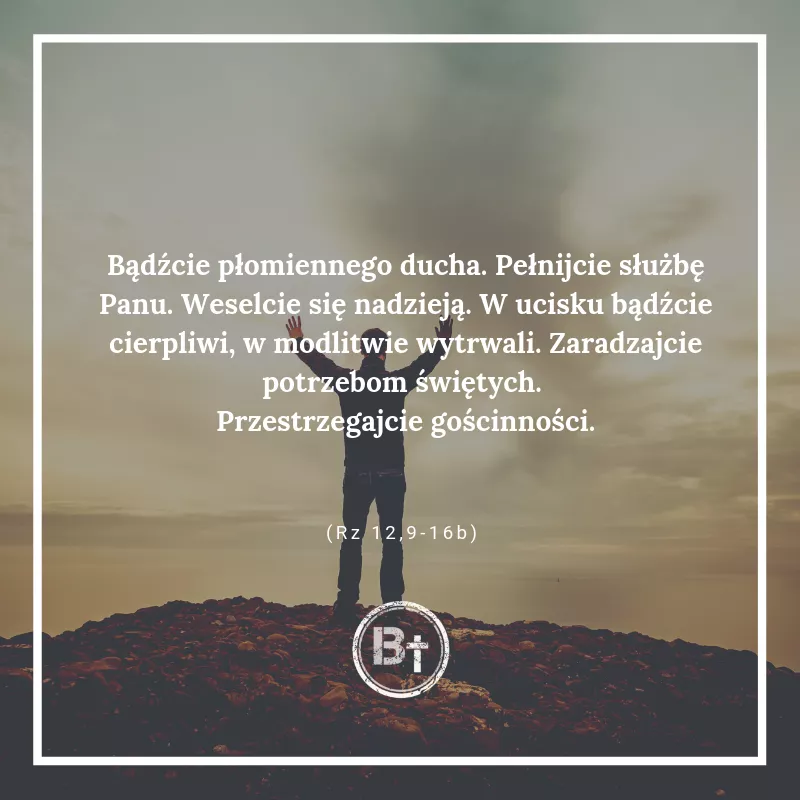 Bądźcie płomiennego ducha. Pełnijcie służbę
Panu. Weselcie się nadzieją. W ucisku bądźcie
cierpliwi, w modlitwie wytrwali. Zaradzajcie
potrzebom świętych.
Przestrzegajcie gościnności.
(Rz 12,9-16b)
Bt